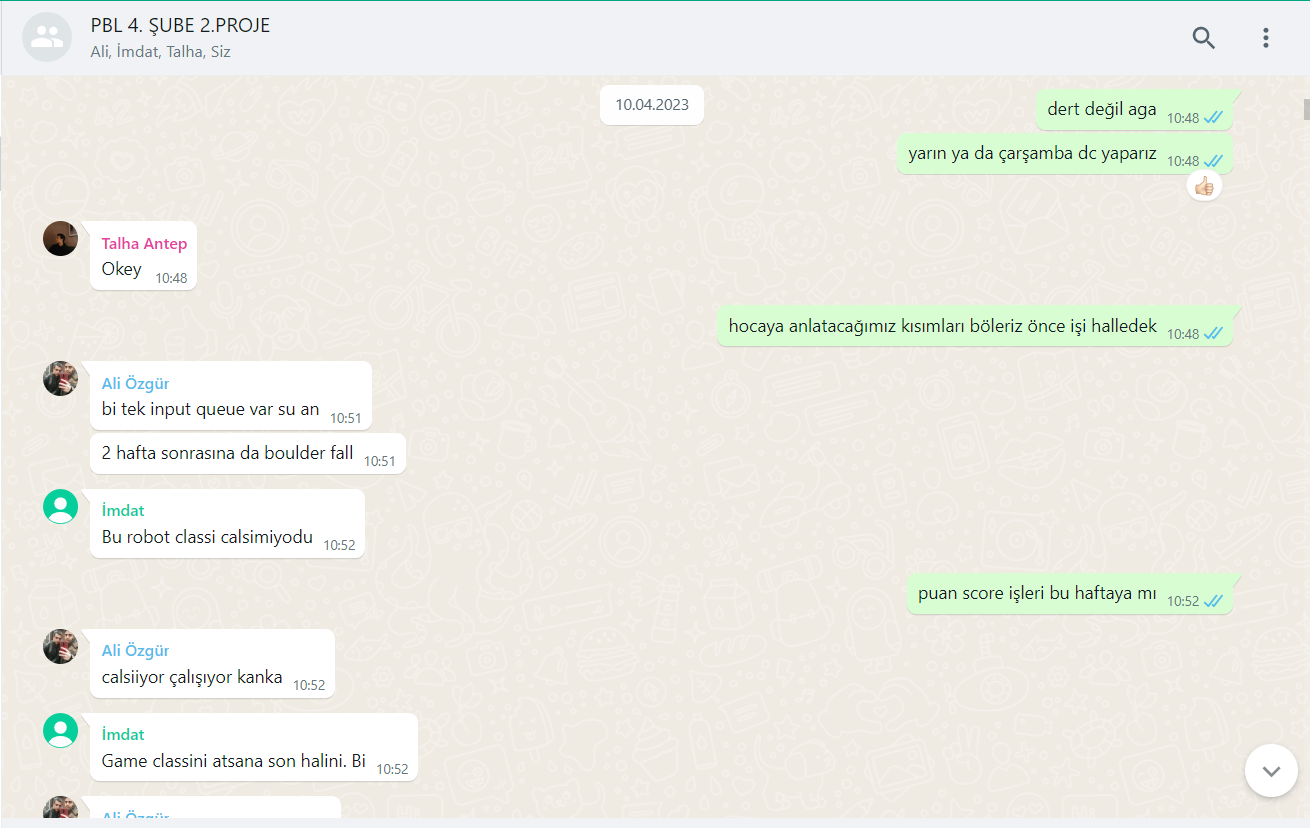 PBL 4. ŞUBE 2.PROJE
Ali, İmdat, Talha, Siz
10.04.2023
dert değil aga 10:48
yarın ya da çarşamba dc yaparız 10:48
Talha Antep
Okey 10:48
hocaya anlatacağımız kısımları böleriz önce işi halledek 10:48
Ali Özgür
bi tek input queue var su an 10:51
2 hafta sonrasına da boulder fall 10:51
İmdat
Bu robot classi calsimiyodu 10:52
puan score işleri bu haftaya mı 10:52
Ali Özgür
calsiiyor çalışıyor kanka 10:52
İmdat
Game classini atsana son halini. Bi 10:52
Ali Özgür